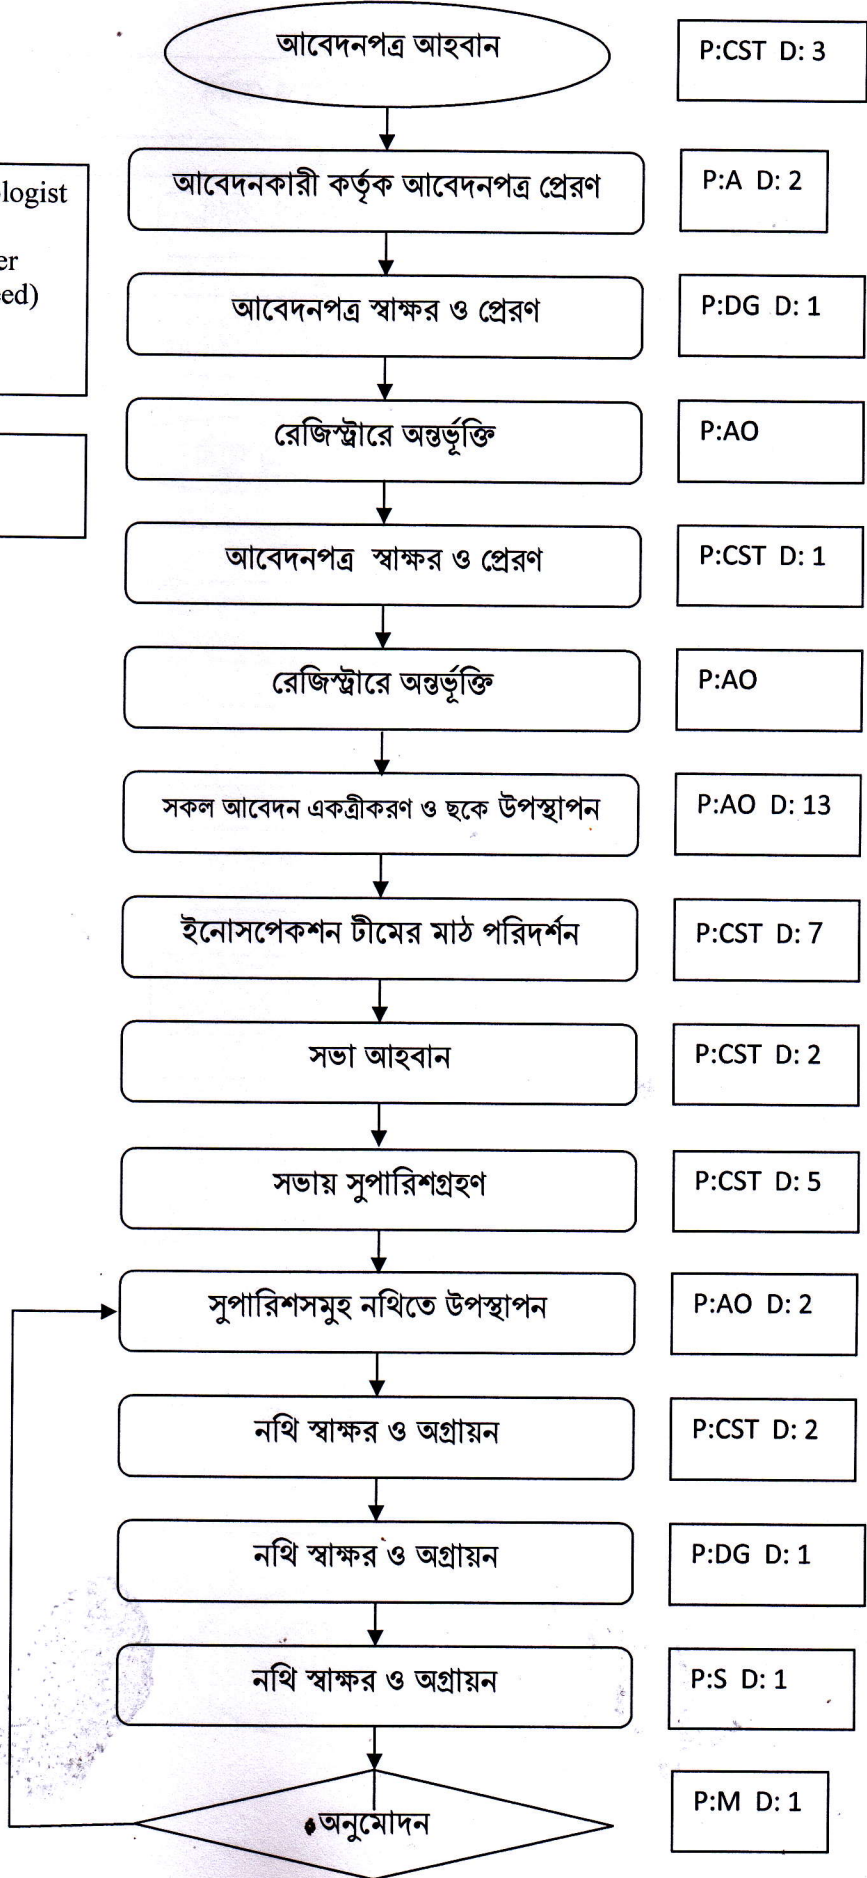 আবেদনপত্র আহবান
P:CST D: 3
logist
er
ed)
আবেদনকারী কর্তৃক আবেদনপত্র প্রেরণ
P:A D: 2
আবেদনপত্র স্বাক্ষর ও প্রেরণ
P:DG D: 1
রেজিস্ট্রারে অন্তর্ভূক্তি
P:AO
আবেদনপত্র স্বাক্ষর ও প্রেরণ
P:CST D: 1
রেজিস্ট্রারে অন্তর্ভূক্তি
P:AO
সকল আবেদন একত্রীকরণ ও ছকে উপস্থাপন
P:AO D: 13
ইনোসপেকশন টীমের মাঠ পরিদর্শন
P:CST D: 7
সভা আহবান
P:CST D: 2
সভায় সুপারিশগ্রহণ
P:CST D: 5
সুপারিশসমুহ নথিতে উপস্থাপন
P:AO D: 2
নথি স্বাক্ষর ও অগ্রায়ন
P:CST D: 2
নথি স্বাক্ষর ও অগ্রায়ন
P:DG D: 1
নথি স্বাক্ষর ও অগ্রায়ন
P:S D: 1
অনুমোদন
P:M D: 1